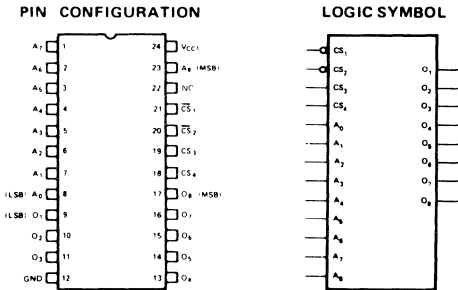 PIN CONFIGURATION
A7 1 24 VCC1
A6 2 23 A8 (MSB)
A5 3 22 NC
A4 4 21 C̅S̅1
A3 5 20 C̅S̅2
A2 6 19 CS3
A1 7 18 CS4
(LSB) A0 8 17 O8 (MSB)
(LSB) O1 9 16 O7
O2 10 15 O6
O3 11 14 O5
GND 12 13 O4
LOGIC SYMBOL
CS1
CS2 O1
CS3 O2
CS4 O3
A0 O4
A1 O5
A2 O6
A3 O7
A4 O8
A5
A6
A7
A8